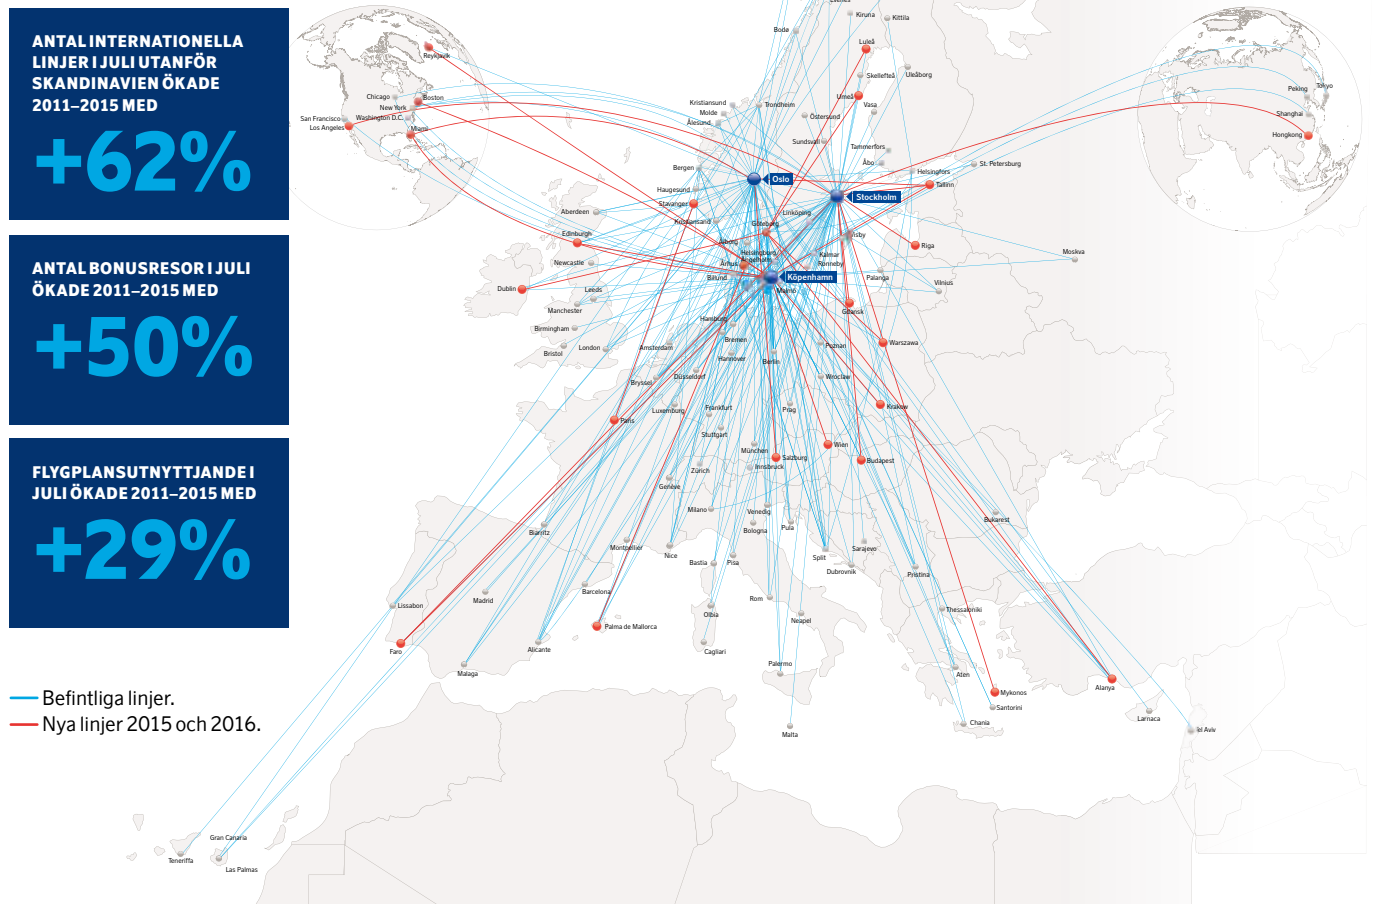 ANTAL INTERNATIONELLA
LINJER I JULI UTANFÖR
SKANDINAVIEN ÖKADE
2011–2015 MED
+62%
ANTAL BONUSRESOR I JULI
ÖKADE 2011–2015 MED
+50%
FLYGPLANSUTNYTTJANDE I
JULI ÖKADE 2011–2015 MED
+29%
Befintliga linjer.
Nya linjer 2015 och 2016.
Reykjavik
Chicago
Boston
New York
Washington D.C.
San Francisco
Los Angeles
Miami
Peking
Tokyo
Shanghai
Hongkong
Kiruna
Kittilä
Bodø
Luleå
Skellefteå
Uleåborg
Umeå
Vasa
Kristiansund
Molde
Ålesund
Trondheim
Östersund
Sundsvall
Tammerfors
Åbo
Helsingfors
St. Petersburg
Tallinn
Bergen
Oslo
Stockholm
Haugesund
Stavanger
Kristiansand
Linköping
Göteborg
Visby
Aberdeen
Edinburgh
Newcastle
Ålborg
Helsingborg
Ängelholm
Århus
Billund
Kalmar
Ronneby
Riga
Moskva
Köpenhamn
Malmö
Palanga
Vilnius
Dublin
Leeds
Manchester
Birmingham
Bristol
London
Hamburg
Bremen
Amsterdam
Hannover
Berlin
Gdansk
Poznan
Warszawa
Bryssel
Düsseldorf
Wroclaw
Luxemburg
Frankfurt
Prag
Krakow
Paris
Stuttgart
München
Salzburg
Wien
Budapest
Innsbruck
Zürich
Genève
Milano
Venedig
Bologna
Pula
Bukarest
Biarritz
Montpellier
Nice
Bastia
Pisa
Split
Sarajevo
Dubrovnik
Pristina
Lissabon
Madrid
Barcelona
Rom
Olbia
Neapel
Thessaloniki
Palma de Mallorca
Faro
Alicante
Cagliari
Malaga
Palermo
Aten
Mykonos
Santorini
Alanya
Chania
Larnaca
Tel Aviv
Malta
Gran Canaria
Teneriffa
Las Palmas